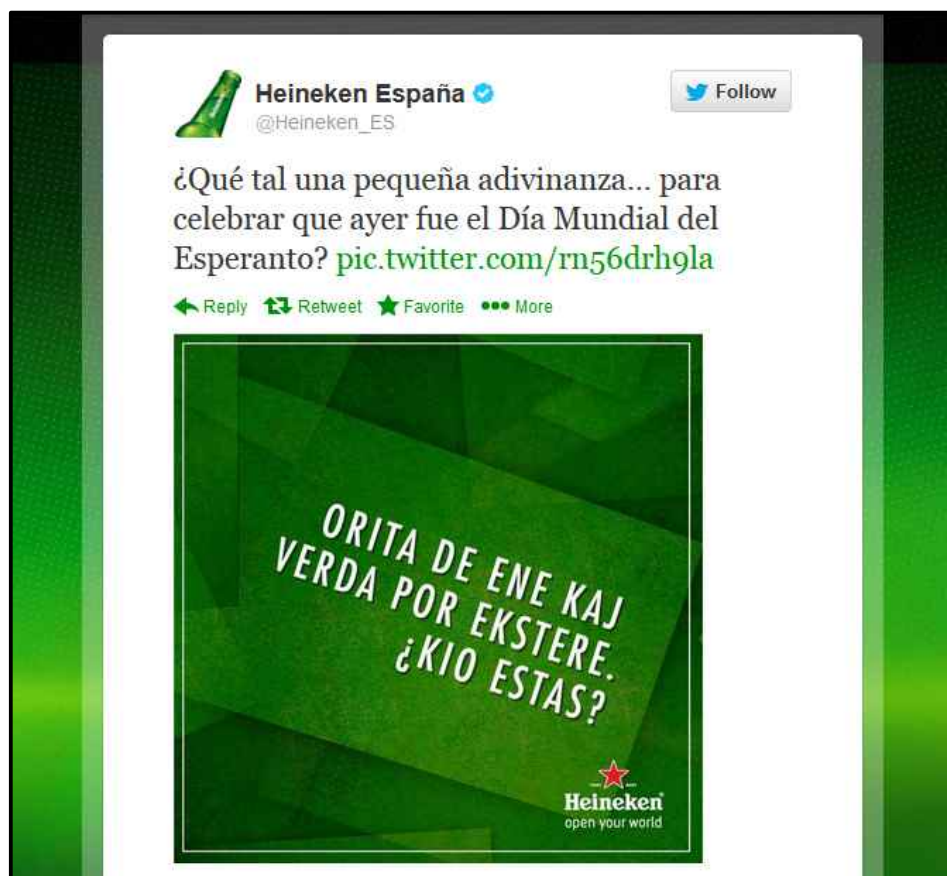 Heineken España
@Heineken_ES
Follow
¿Qué tal una pequeña adivinanza... para
celebrar que ayer fue el Día Mundial del
Esperanto? pic.twitter.com/rn56drh9la
Reply Retweet Favorite More
ORITA DE ENE KAJ
VERDA POR EKSTERE.
¿KIO ESTAS?
Heineken
open your world